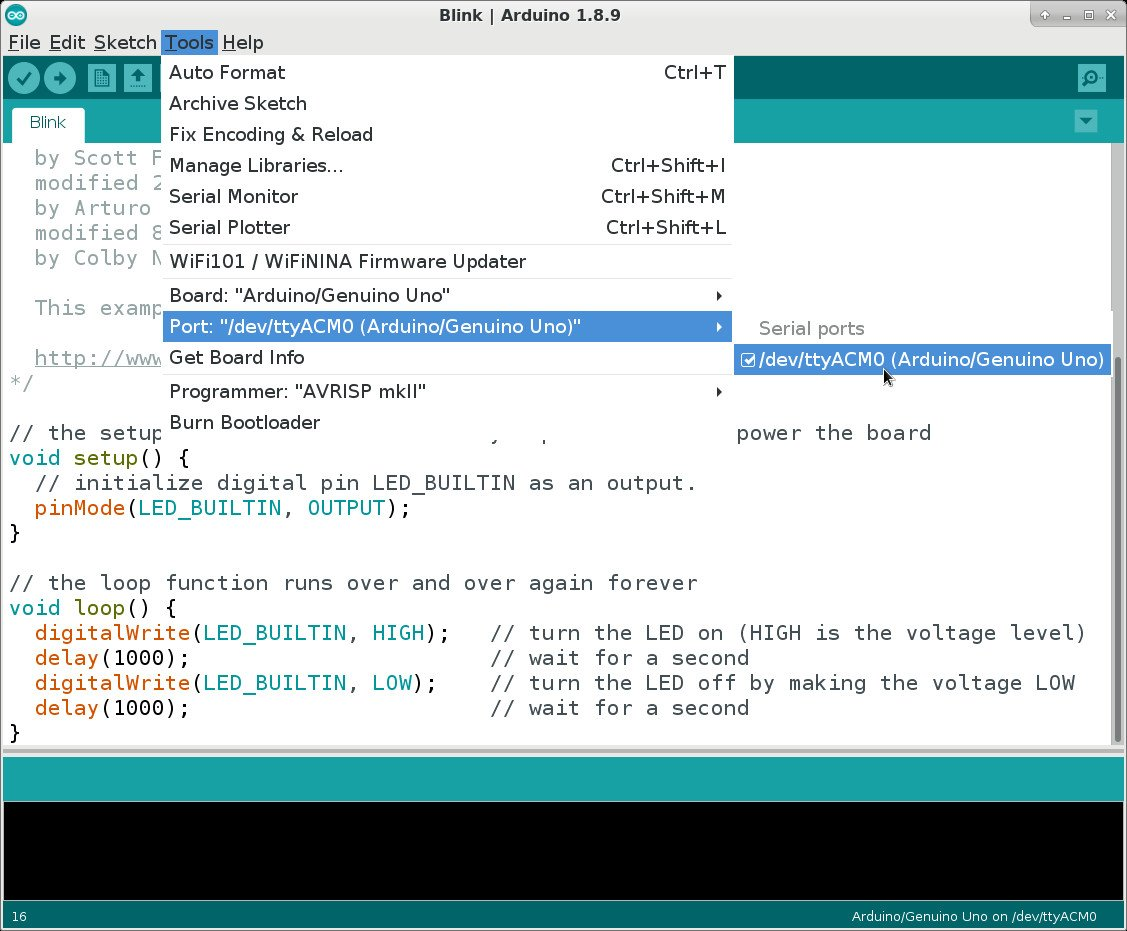 Blink | Arduino 1.8.9
File Edit Sketch Tools Help
Auto Format Ctrl+T
Archive Sketch
Fix Encoding & Reload
Manage Libraries... Ctrl+Shift+I
Serial Monitor Ctrl+Shift+M
Serial Plotter Ctrl+Shift+L
WiFi101 / WiFiNINA Firmware Updater
Board: "Arduino/Genuino Uno"
Port: "/dev/ttyACM0 (Arduino/Genuino Uno)"
Get Board Info
Programmer: "AVRISP mkII"
Burn Bootloader
Serial ports
/dev/ttyACM0 (Arduino/Genuino Uno)
Blink
by Scott F
modified 2
by Arturo
modified 8
by Colby N
This examp
http://www
*/
// the setup power the board
void setup() {
// initialize digital pin LED_BUILTIN as an output.
pinMode(LED_BUILTIN, OUTPUT);
}
// the loop function runs over and over again forever
void loop() {
digitalWrite(LED_BUILTIN, HIGH); // turn the LED on (HIGH is the voltage level)
delay(1000); // wait for a second
digitalWrite(LED_BUILTIN, LOW); // turn the LED off by making the voltage LOW
delay(1000); // wait for a second
}
16
Arduino/Genuino Uno on /dev/ttyACM0